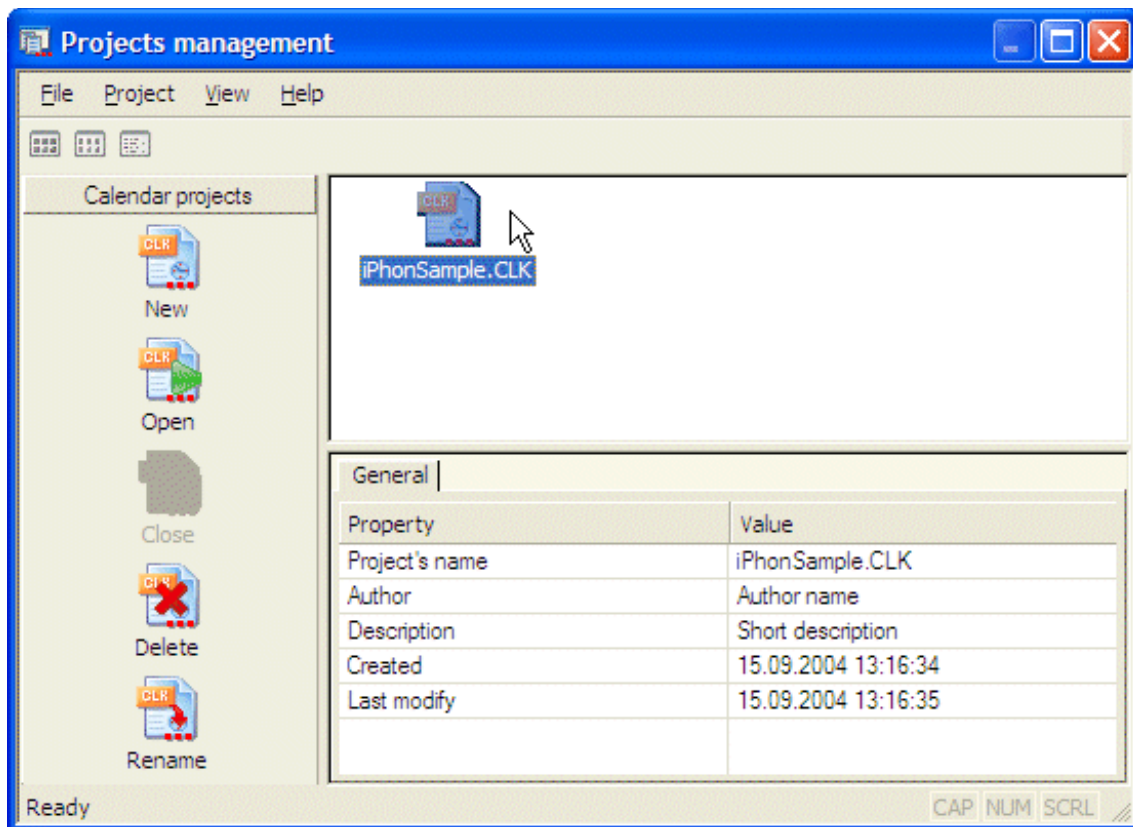 Projects management
File Project View Help
Calendar projects
CLK
New
CLK
Open
Close
CLK
Delete
CLK
Rename
CLK
iPhonSample.CLK
General
Property Value
Project's name iPhonSample.CLK
Author Author name
Description Short description
Created 15.09.2004 13:16:34
Last modify 15.09.2004 13:16:35
Ready CAP NUM SCRL